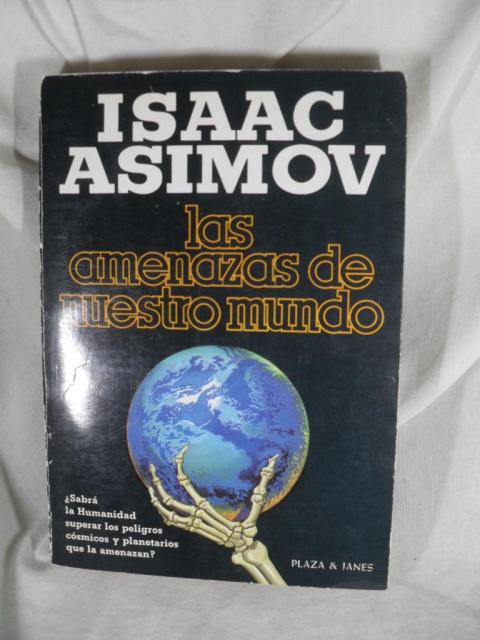 ISAAC
ASIMOV
las
amenazas de
nuestro mundo
¿Sabrá
la Humanidad
superar los peligros
cósmicos y planetarios
que la amenazan?
PLAZA & JANES